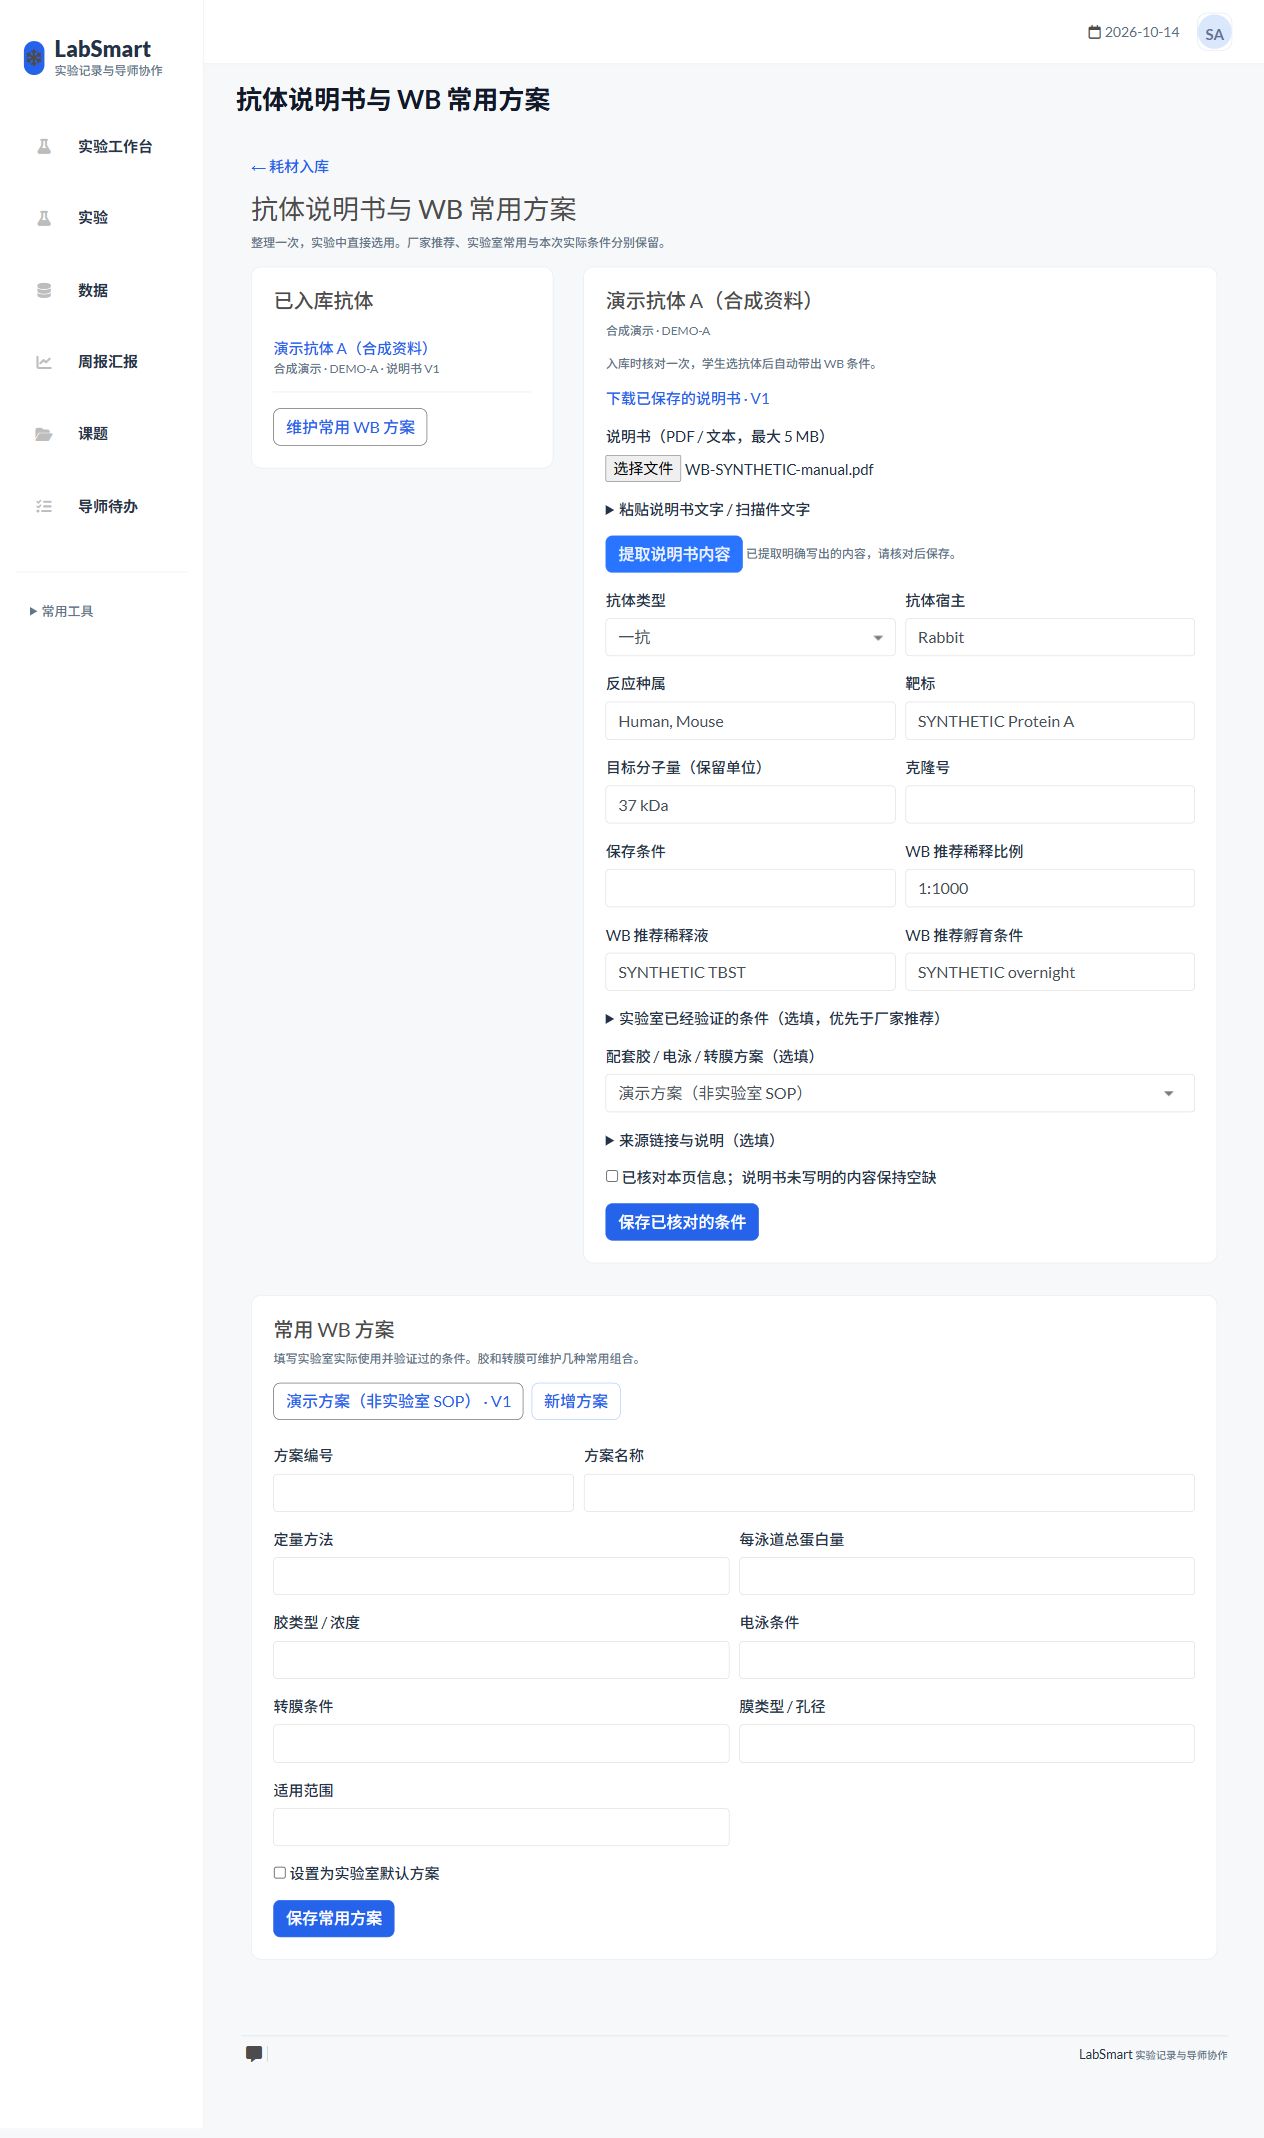 LabSmart
实验记录与导师协作
2026-10-14
SA
实验工作台
实验
数据
周报汇报
课题
导师待办
常用工具
抗体说明书与 WB 常用方案
← 耗材入库
抗体说明书与 WB 常用方案
整理一次，实验中直接选用。厂家推荐、实验室常用与本次实际条件分别保留。
已入库抗体
演示抗体 A（合成资料）
合成演示 · DEMO-A · 说明书 V1
维护常用 WB 方案
演示抗体 A（合成资料）
合成演示 · DEMO-A
入库时核对一次，学生选抗体后自动带出 WB 条件。
下载已保存的说明书 · V1
说明书（PDF / 文本，最大 5 MB）
选择文件 WB-SYNTHETIC-manual.pdf
粘贴说明书文字 / 扫描件文字
提取说明书内容 已提取明确写出的内容，请核对后保存。
抗体类型 抗体宿主
一抗 Rabbit
反应种属 靶标
Human, Mouse SYNTHETIC Protein A
目标分子量（保留单位） 克隆号
37 kDa
保存条件 WB 推荐稀释比例
1:1000
WB 推荐稀释液 WB 推荐孵育条件
SYNTHETIC TBST SYNTHETIC overnight
实验室已经验证的条件（选填，优先于厂家推荐）
配套胶 / 电泳 / 转膜方案（选填）
演示方案（非实验室 SOP）
来源链接与说明（选填）
已核对本页信息；说明书未写明的内容保持空缺
保存已核对的条件
常用 WB 方案
填写实验室实际使用并验证过的条件。胶和转膜可维护几种常用组合。
演示方案（非实验室 SOP） · V1 新增方案
方案编号 方案名称
定量方法 每泳道总蛋白量
胶类型 / 浓度 电泳条件
转膜条件 膜类型 / 孔径
适用范围
设置为实验室默认方案
保存常用方案
LabSmart 实验记录与导师协作